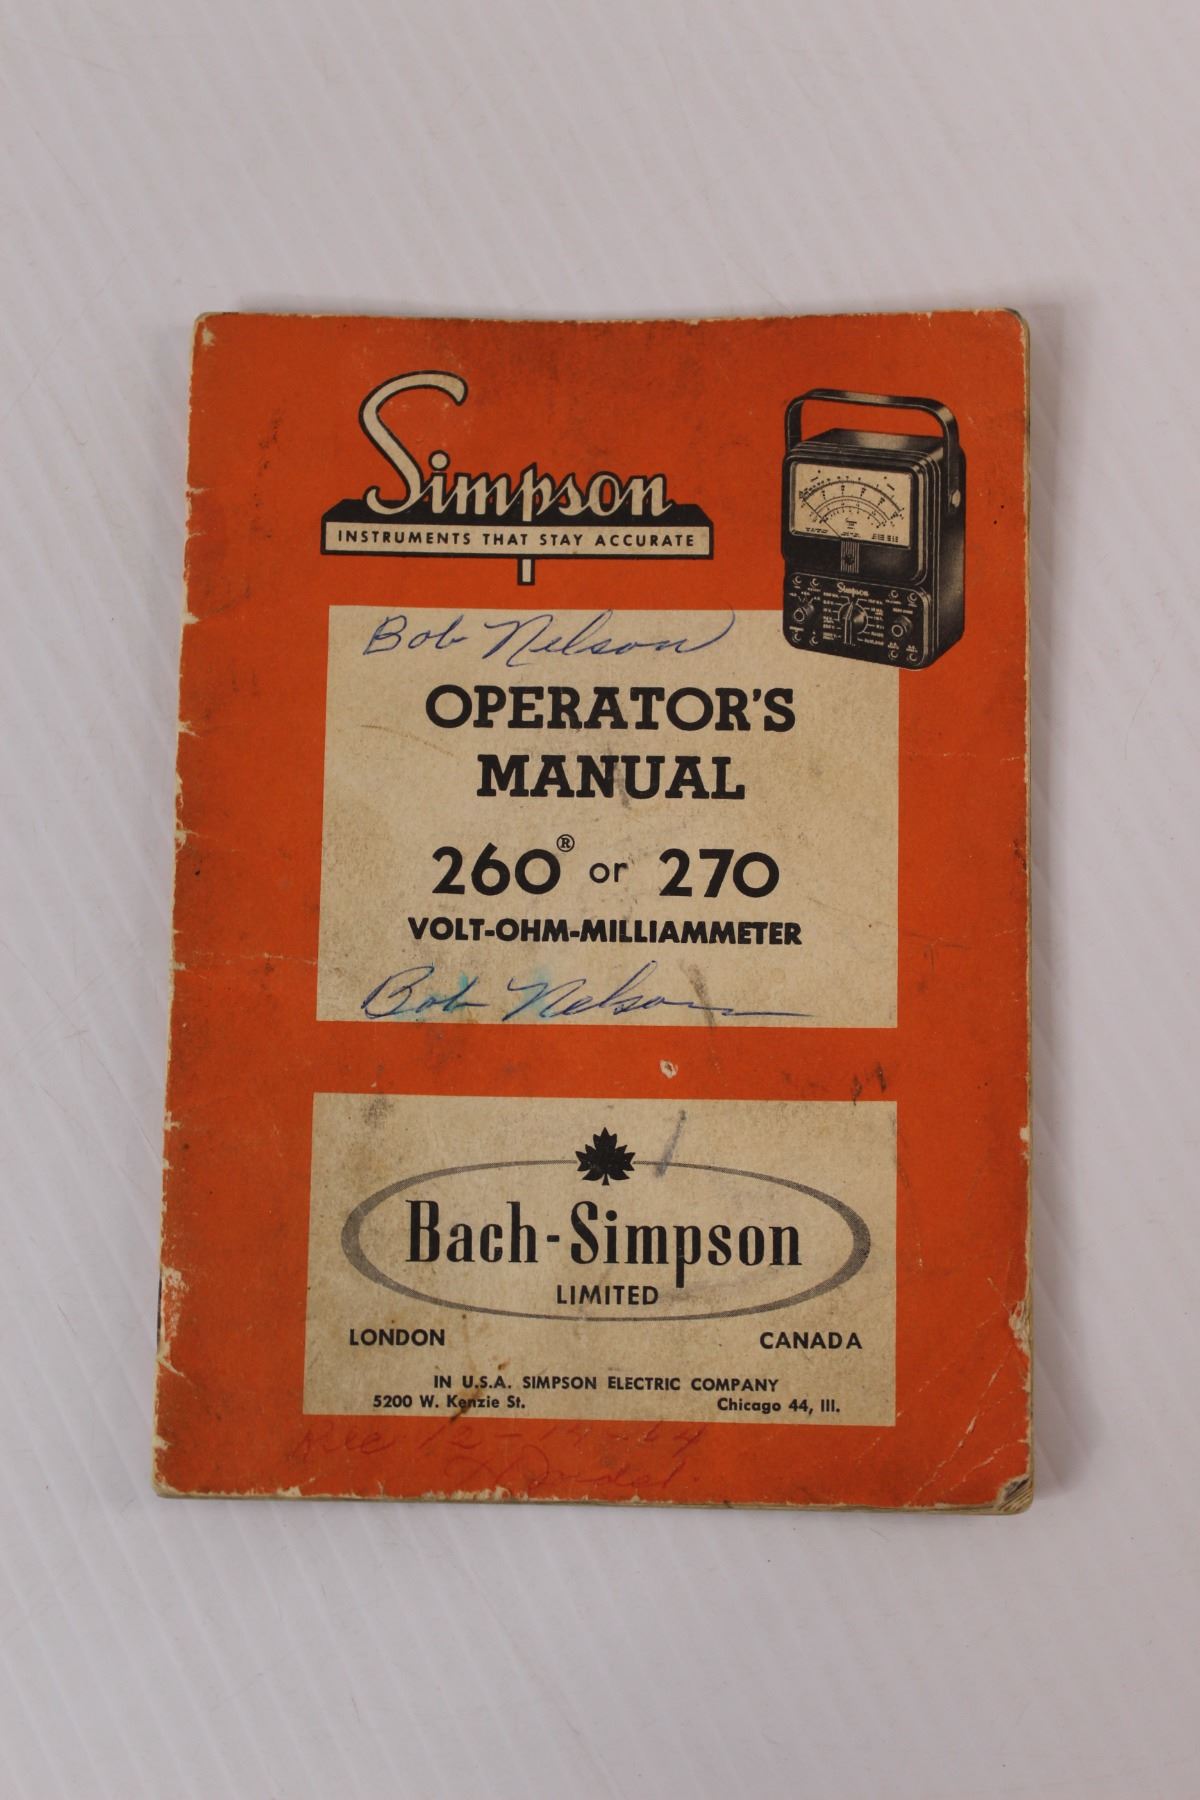 Simpson
INSTRUMENTS THAT STAY ACCURATE
Simpson
Bob Nelson
OPERATOR'S
MANUAL
260® or 270
VOLT-OHM-MILLIAMMETER
Bob Nelson
Bach-Simpson
LIMITED
LONDON CANADA
IN U.S.A. SIMPSON ELECTRIC COMPANY
5200 W. Kenzie St. Chicago 44, Ill.